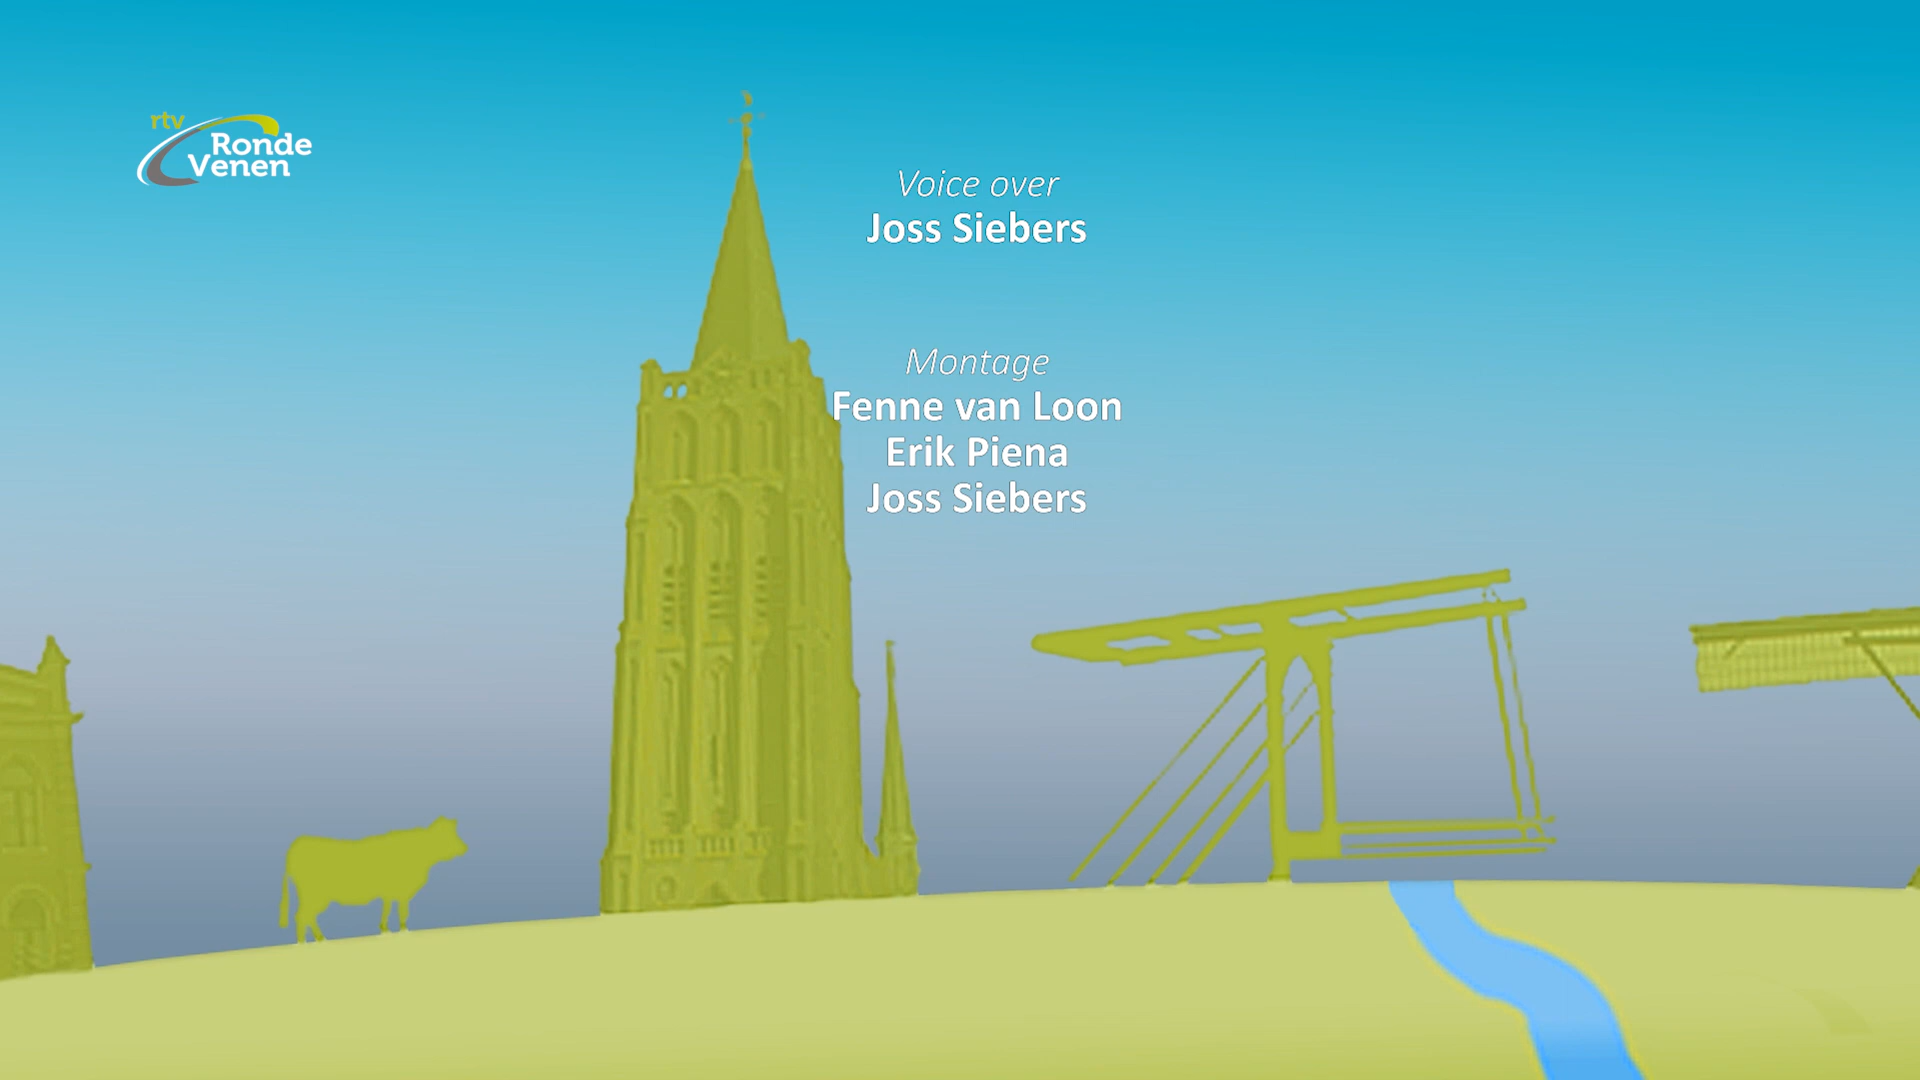 rtv
Ronde
Venen
Voice over
Joss Siebers
Montage
Fenne van Loon
Erik Piena
Joss Siebers